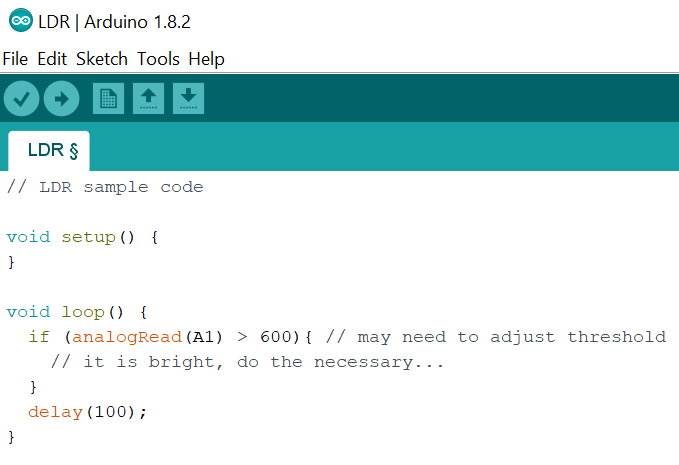 LDR | Arduino 1.8.2
File Edit Sketch Tools Help
LDR §
// LDR sample code
void setup() {
}
void loop() {
  if (analogRead(A1) > 600){ // may need to adjust threshold
    // it is bright, do the necessary...
  }
  delay(100);
}